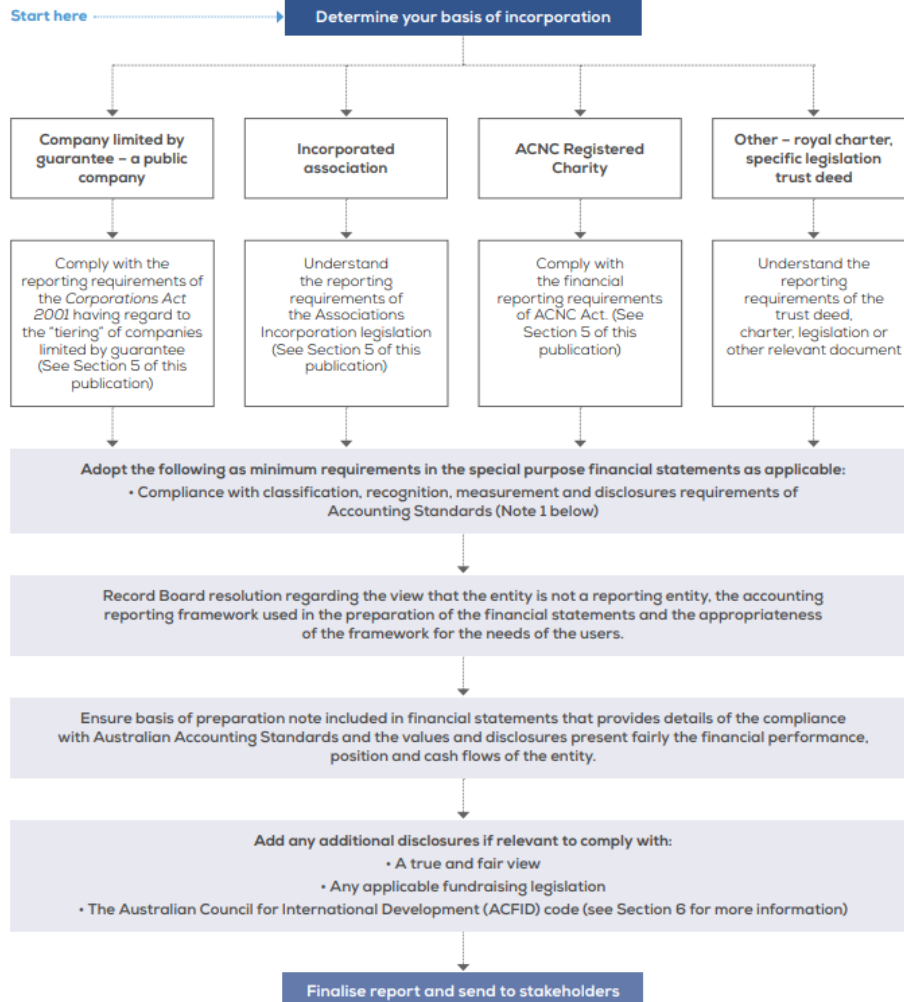 Start here
Determine your basis of incorporation
Company limited by
guarantee – a public
company
Incorporated
association
ACNC Registered
Charity
Other – royal charter,
specific legislation
trust deed
Comply with the
reporting requirements of
the Corporations Act
2001 having regard to
the "tiering" of companies
limited by guarantee
(See Section 5 of this
publication)
Understand
the reporting
requirements of
the Associations
Incorporation legislation
(See Section 5 of this
publication)
Comply with
the financial
reporting requirements
of ACNC Act. (See
Section 5 of this
publication)
Understand the
reporting
requirements of the
trust deed,
charter, legislation or
other relevant document
Adopt the following as minimum requirements in the special purpose financial statements as applicable:
• Compliance with classification, recognition, measurement and disclosures requirements of
Accounting Standards (Note 1 below)
Record Board resolution regarding the view that the entity is not a reporting entity, the accounting
reporting framework used in the preparation of the financial statements and the appropriateness
of the framework for the needs of the users.
Ensure basis of preparation note included in financial statements that provides details of the compliance
with Australian Accounting Standards and the values and disclosures present fairly the financial performance,
position and cash flows of the entity.
Add any additional disclosures if relevant to comply with:
• A true and fair view
• Any applicable fundraising legislation
• The Australian Council for International Development (ACFID) code (see Section 6 for more information)
Finalise report and send to stakeholders